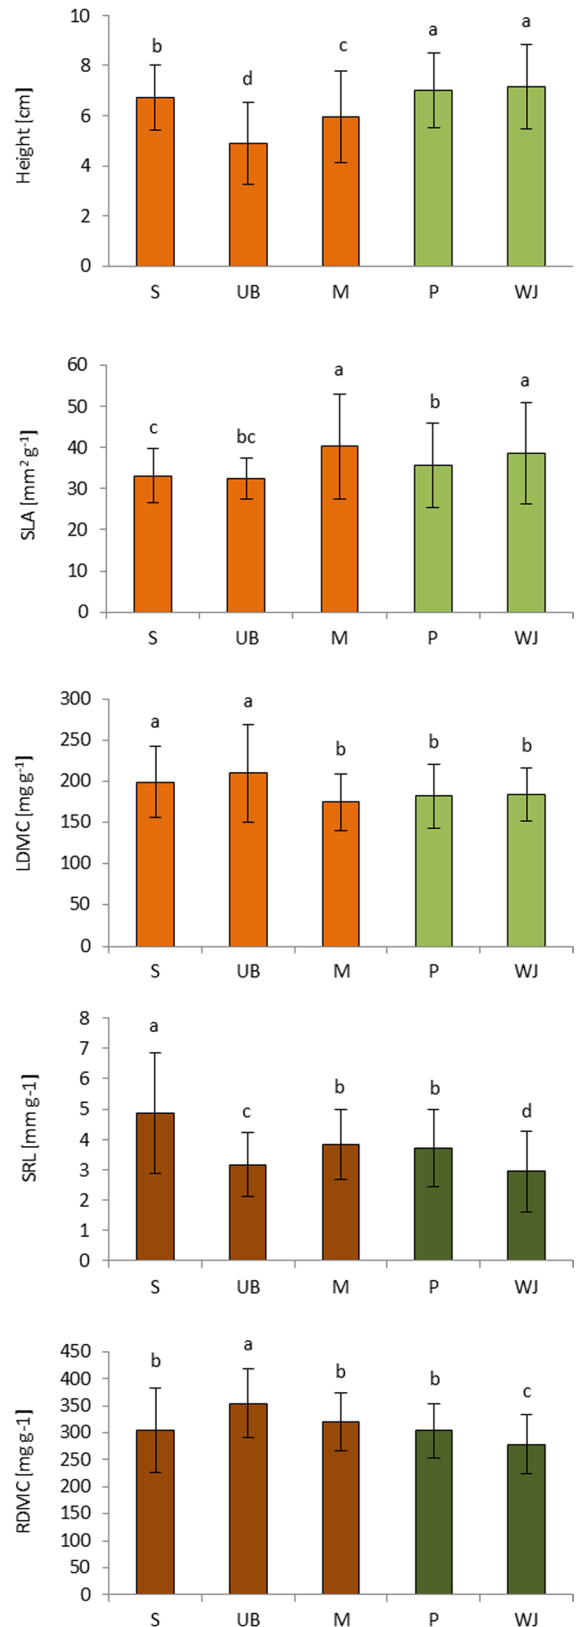 Height [cm]
10
8
6
4
2
0
b
d
c
a
a
S UB M P WJ
SLA [mm² g⁻¹]
60
50
40
30
20
10
0
c
bc
a
b
a
S UB M P WJ
LDMC [mg g⁻¹]
300
250
200
150
100
50
0
a
a
b
b
b
S UB M P WJ
SRL [mm g-1]
8
7
6
5
4
3
2
1
0
a
c
b
b
d
S UB M P WJ
RDMC [mg g-1]
450
400
350
300
250
200
150
100
50
0
b
a
b
b
c
S UB M P WJ